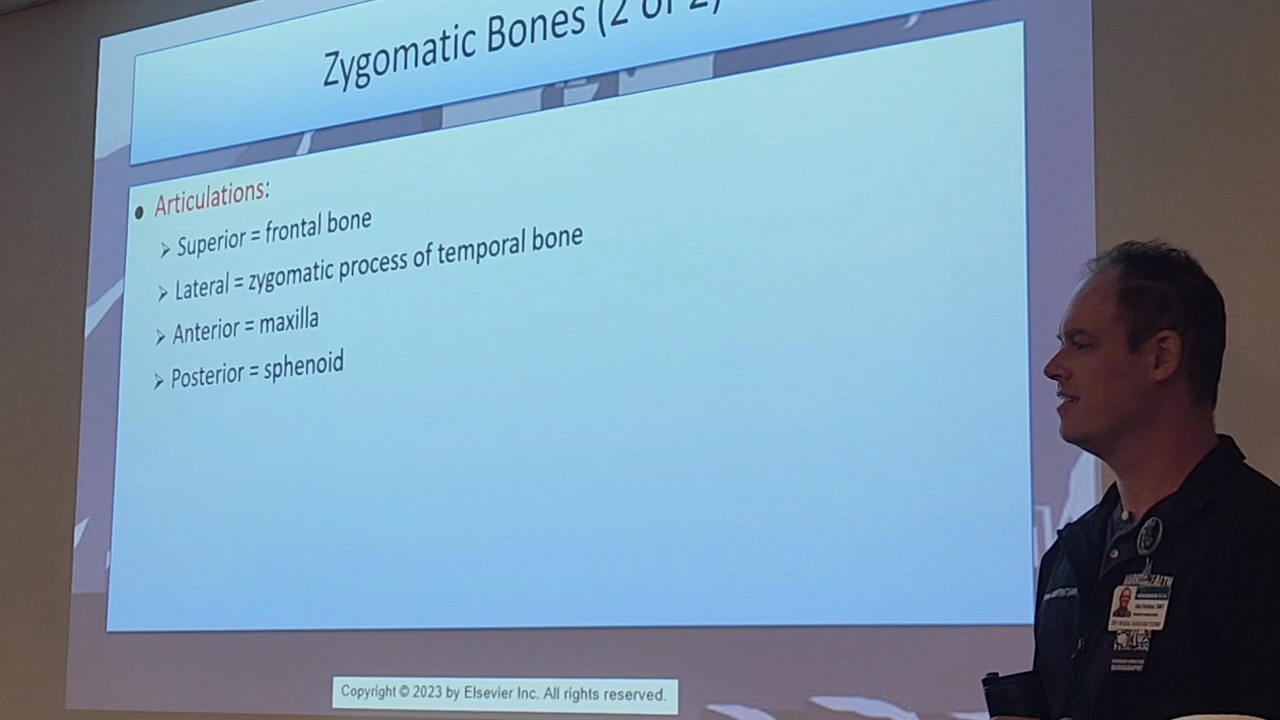 Zygomatic Bones (2 of 2)
• Articulations:
➢ Superior = frontal bone
➢ Lateral = zygomatic process of temporal bone
➢ Anterior = maxilla
➢ Posterior = sphenoid
Copyright © 2023 by Elsevier Inc. All rights reserved.
RADIOGRAPHY